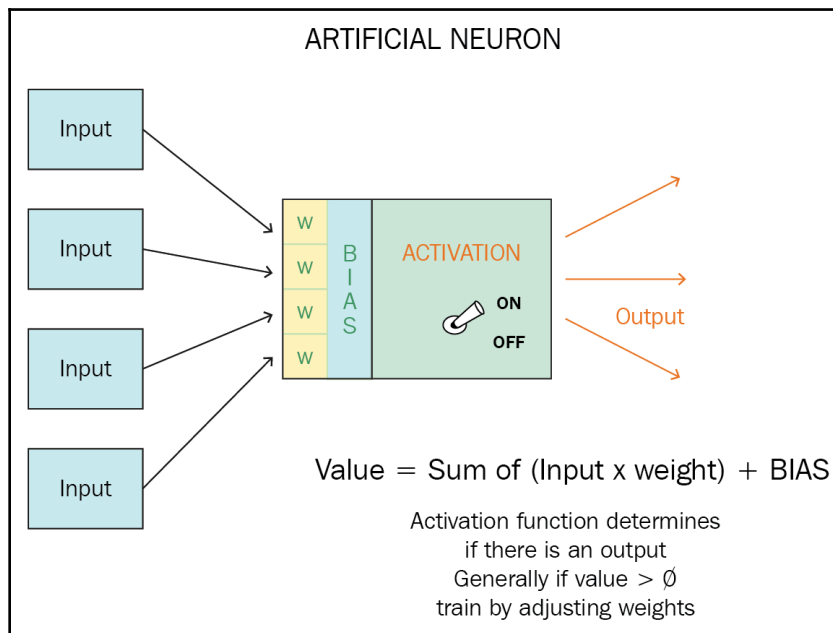 ARTIFICIAL NEURON
Input
Input
Input
Input
W
W
W
W
BIAS
ACTIVATION
ON
OFF
Output
Value = Sum of (Input x weight) + BIAS
Activation function determines
if there is an output
Generally if value > Ø
train by adjusting weights